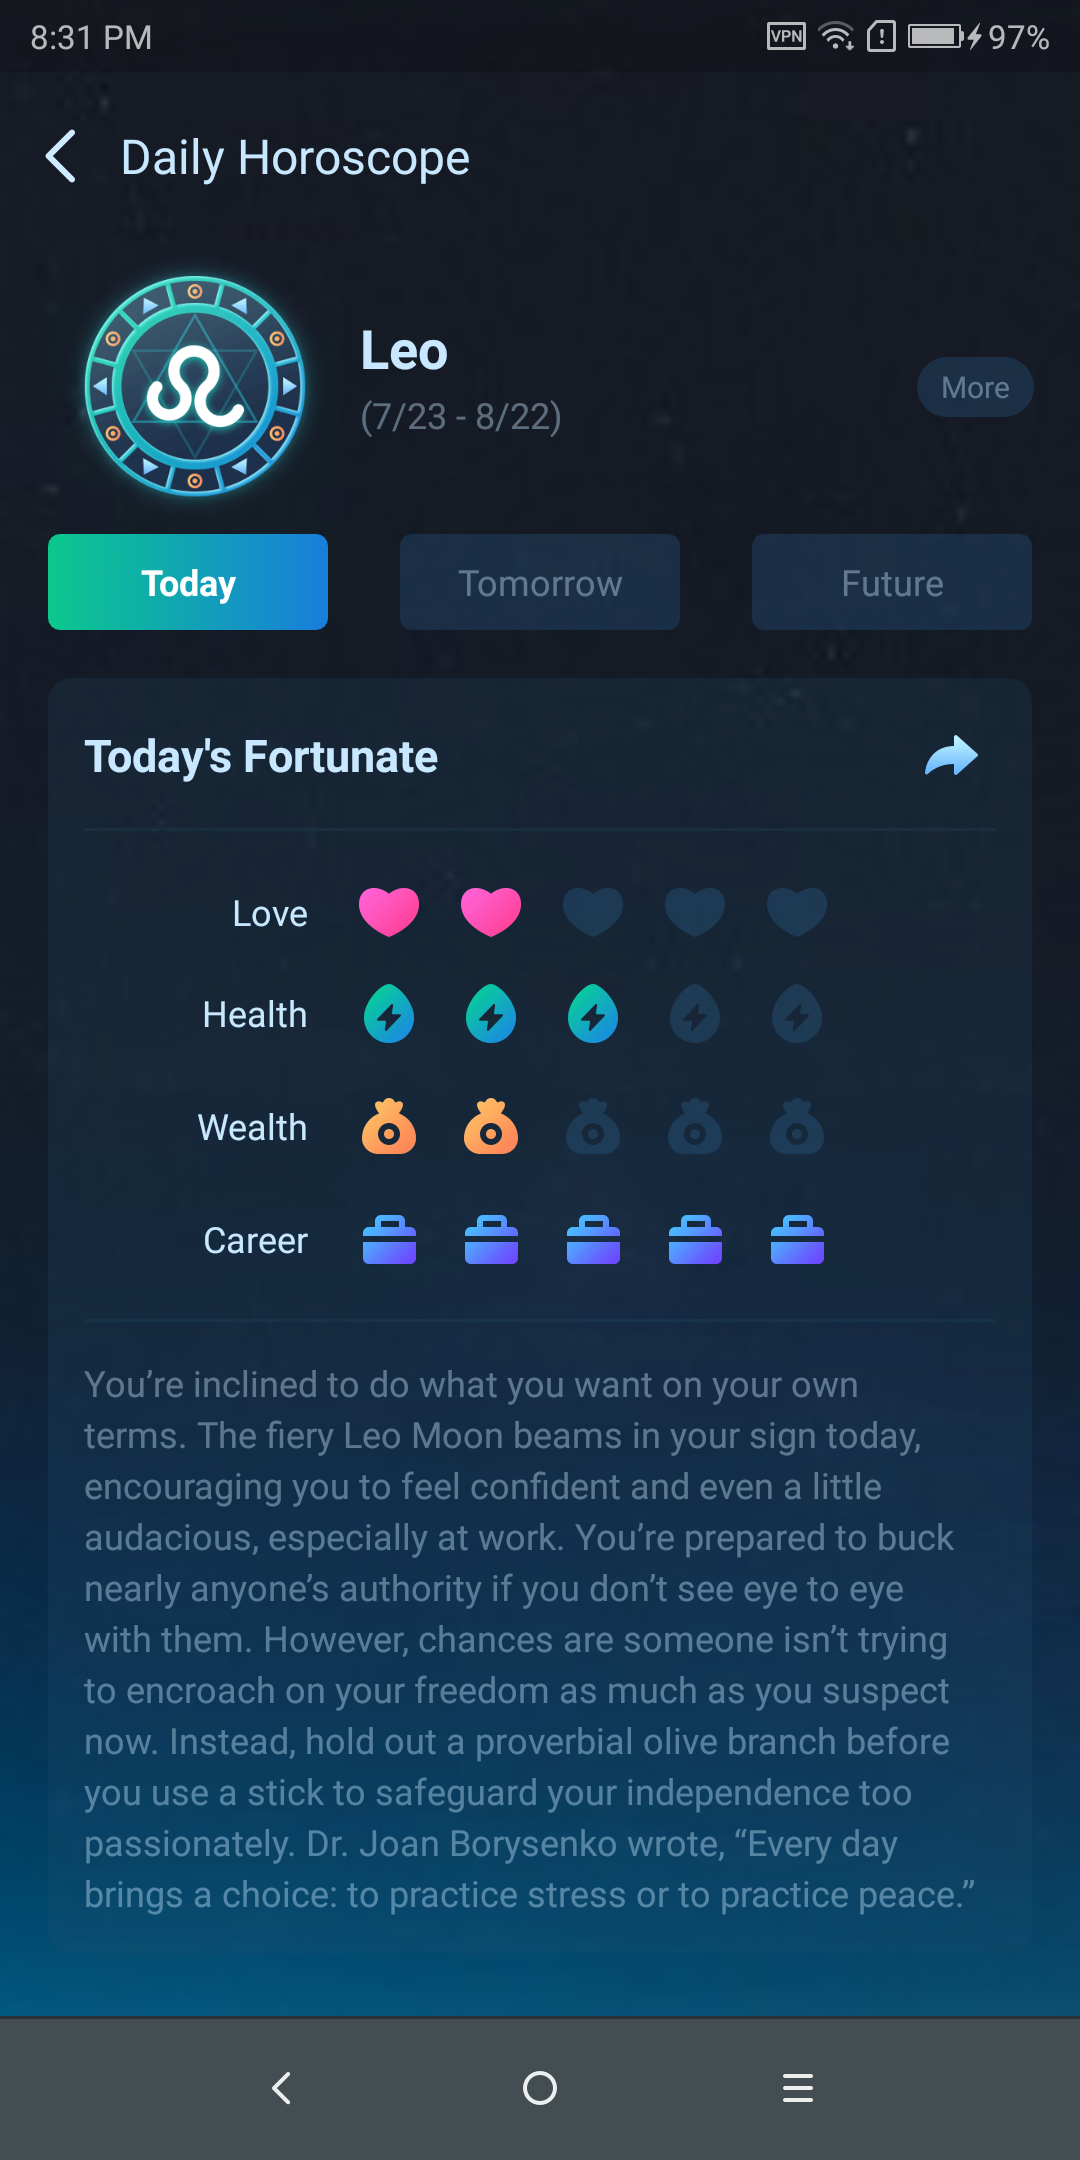 8:31 PM
VPN
97%
Daily Horoscope
Leo
(7/23 - 8/22)
More
Today
Tomorrow
Future
Today's Fortunate
Love
Health
Wealth
Career
You’re inclined to do what you want on your own
terms. The fiery Leo Moon beams in your sign today,
encouraging you to feel confident and even a little
audacious, especially at work. You’re prepared to buck
nearly anyone’s authority if you don’t see eye to eye
with them. However, chances are someone isn’t trying
to encroach on your freedom as much as you suspect
now. Instead, hold out a proverbial olive branch before
you use a stick to safeguard your independence too
passionately. Dr. Joan Borysenko wrote, “Every day
brings a choice: to practice stress or to practice peace.”